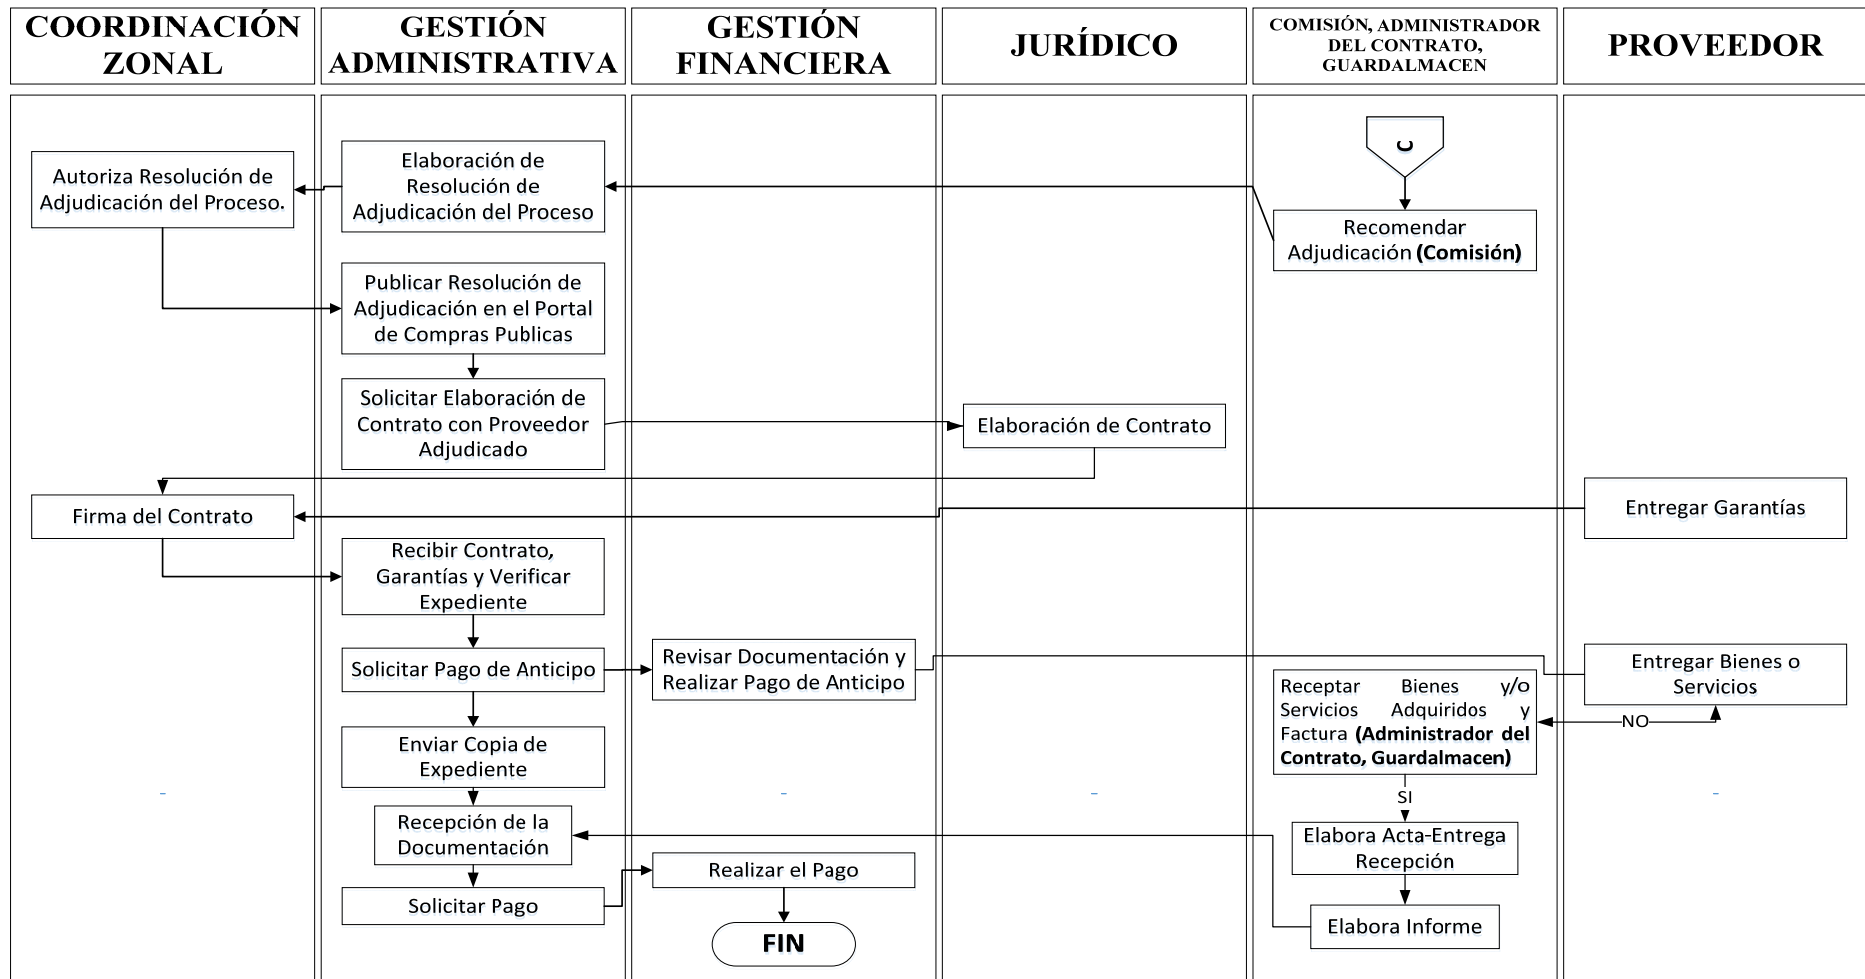 COORDINACIÓN
ZONAL
GESTIÓN
ADMINISTRATIVA
GESTIÓN
FINANCIERA
JURÍDICO
COMISIÓN, ADMINISTRADOR
DEL CONTRATO,
GUARDALMACEN
PROVEEDOR
C
Autoriza Resolución de
Adjudicación del Proceso.
Elaboración de
Resolución de
Adjudicación del Proceso
Recomendar
Adjudicación (Comisión)
Publicar Resolución de
Adjudicación en el Portal
de Compras Publicas
Solicitar Elaboración de
Contrato con Proveedor
Adjudicado
Elaboración de Contrato
Firma del Contrato
Entregar Garantías
Recibir Contrato,
Garantías y Verificar
Expediente
Solicitar Pago de Anticipo
Revisar Documentación y
Realizar Pago de Anticipo
Entregar Bienes o
Servicios
Receptar Bienes y/o
Servicios Adquiridos y
Factura (Administrador del
Contrato, Guardalmacen)
NO
Enviar Copia de
Expediente
SI
Recepción de la
Documentación
Elabora Acta-Entrega
Recepción
Realizar el Pago
Solicitar Pago
Elabora Informe
FIN